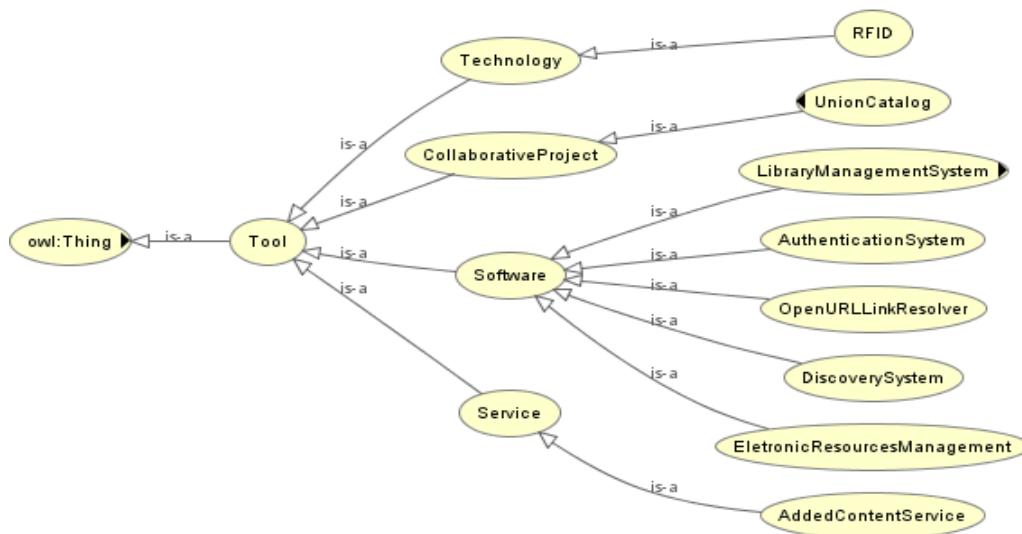 RFID
is-a
Technology
UnionCatalog
is-a
is-a
CollaborativeProject
LibraryManagementSystem
is-a
owl:Thing
is-a
Tool
is-a
AuthenticationSystem
is-a
Software
is-a
is-a
OpenURLLinkResolver
is-a
DiscoverySystem
is-a
Service
EletronicResourcesManagement
is-a
AddedContentService